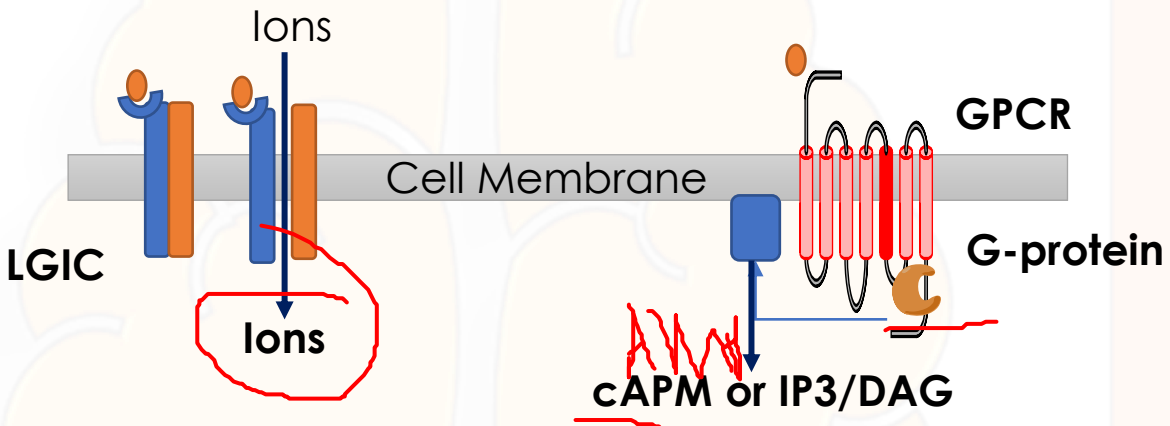 Ions
GPCR
Cell Membrane
G-protein
LGIC
Ions
cAPM or IP3/DAG